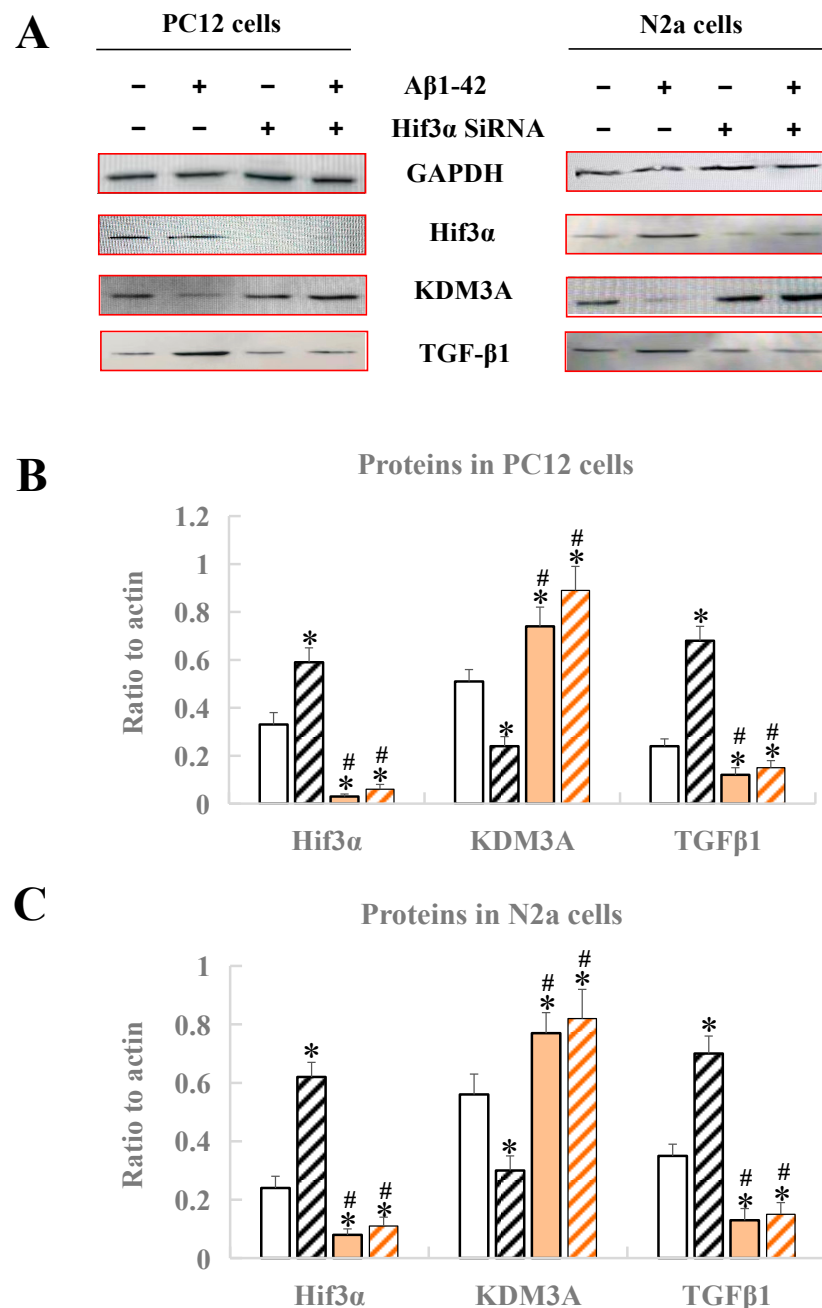 A
PC12 cells
N2a cells
– + – + Aβ1-42 – + – +
– – + + Hif3α SiRNA – – + +
GAPDH
Hif3α
KDM3A
TGF-β1
B
Proteins in PC12 cells
Ratio to actin
1.2
1
0.8
0.6
0.4
0.2
0
* # * # *
* # * # *
* # * # *
Hif3α KDM3A TGFβ1
C
Proteins in N2a cells
Ratio to actin
1
0.8
0.6
0.4
0.2
0
* # * # *
* # * # *
* # * # *
Hif3α KDM3A TGFβ1